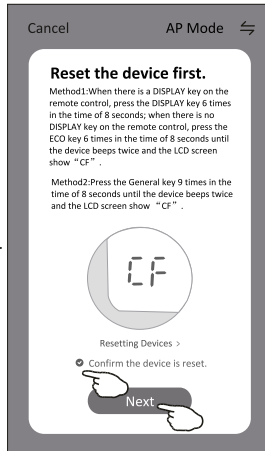 Cancel AP Mode
Reset the device first.
Method1:When there is a DISPLAY key on the
remote control, press the DISPLAY key 6 times
in the time of 8 seconds; when there is no
DISPLAY key on the remote control, press the
ECO key 6 times in the time of 8 seconds until
the device beeps twice and the LCD screen
show “CF”.
Method2:Press the General key 9 times in the
time of 8 seconds until the device beeps twice
and the LCD screen show “CF”.
CF
Resetting Devices >
Confirm the device is reset.
Next